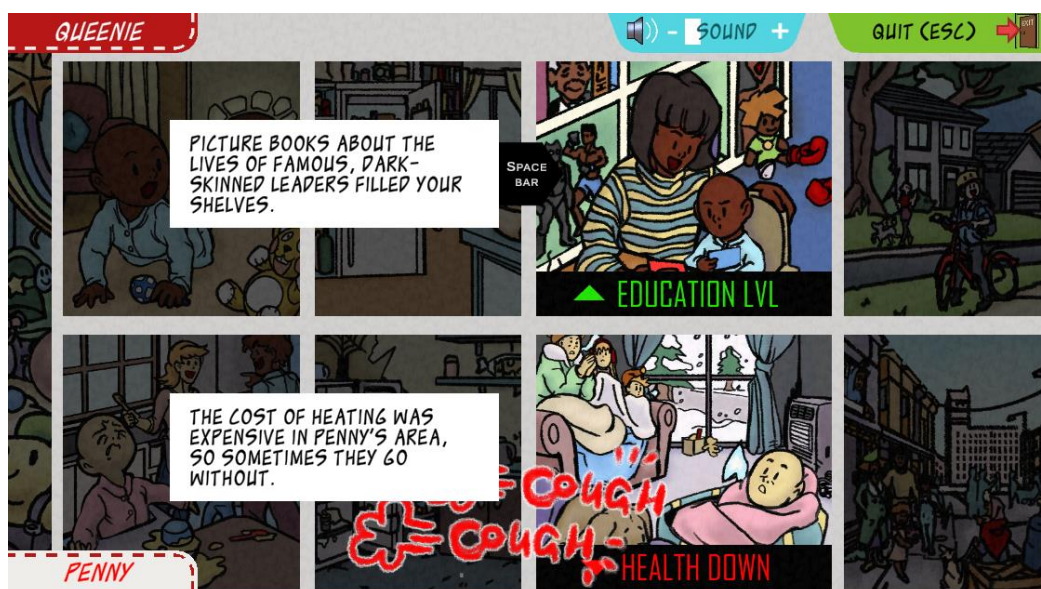 QUEENIE
- SOUND +
QUIT (ESC)
EXIT
PICTURE BOOKS ABOUT THE
LIVES OF FAMOUS, DARK-
SKINNED LEADERS FILLED YOUR
SHELVES.
SPACE
BAR
EDUCATION LVL
THE COST OF HEATING WAS
EXPENSIVE IN PENNY'S AREA,
SO SOMETIMES THEY GO
WITHOUT.
COUGH
COUGH-
HEALTH DOWN
PENNY